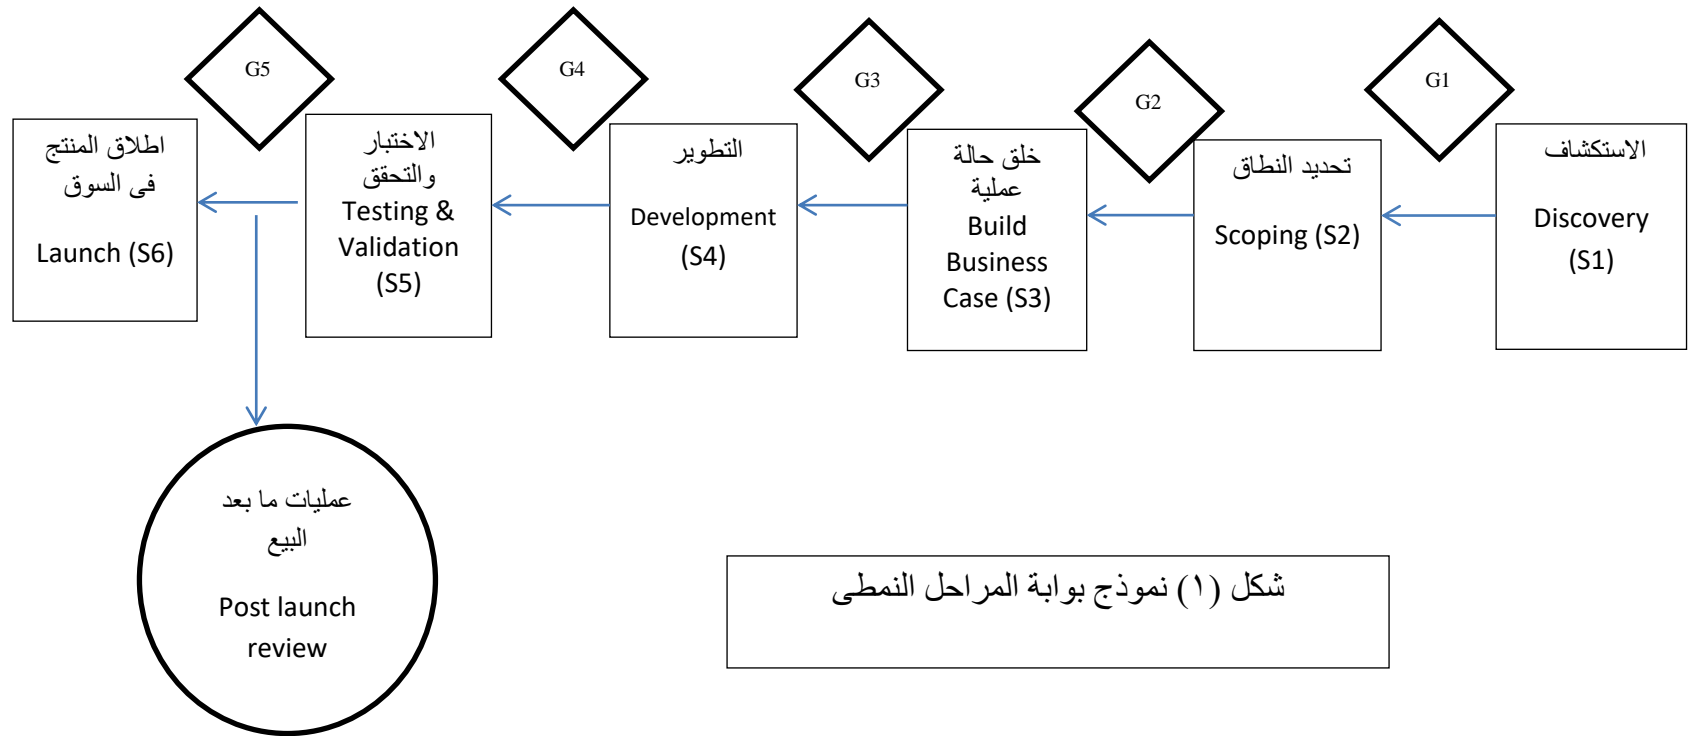 G1
G2
G3
G4
G5
الاستكشاف
Discovery
(S1)
تحديد النطاق
Scoping (S2)
خلق حالة
عملية
Build
Business
Case (S3)
التطوير
Development
(S4)
الاختبار
والتحقق
Testing &
Validation
(S5)
اطلاق المنتج
فى السوق
Launch (S6)
عمليات ما بعد
البيع
Post launch
review
شكل (١) نموذج بوابة المراحل النمطى